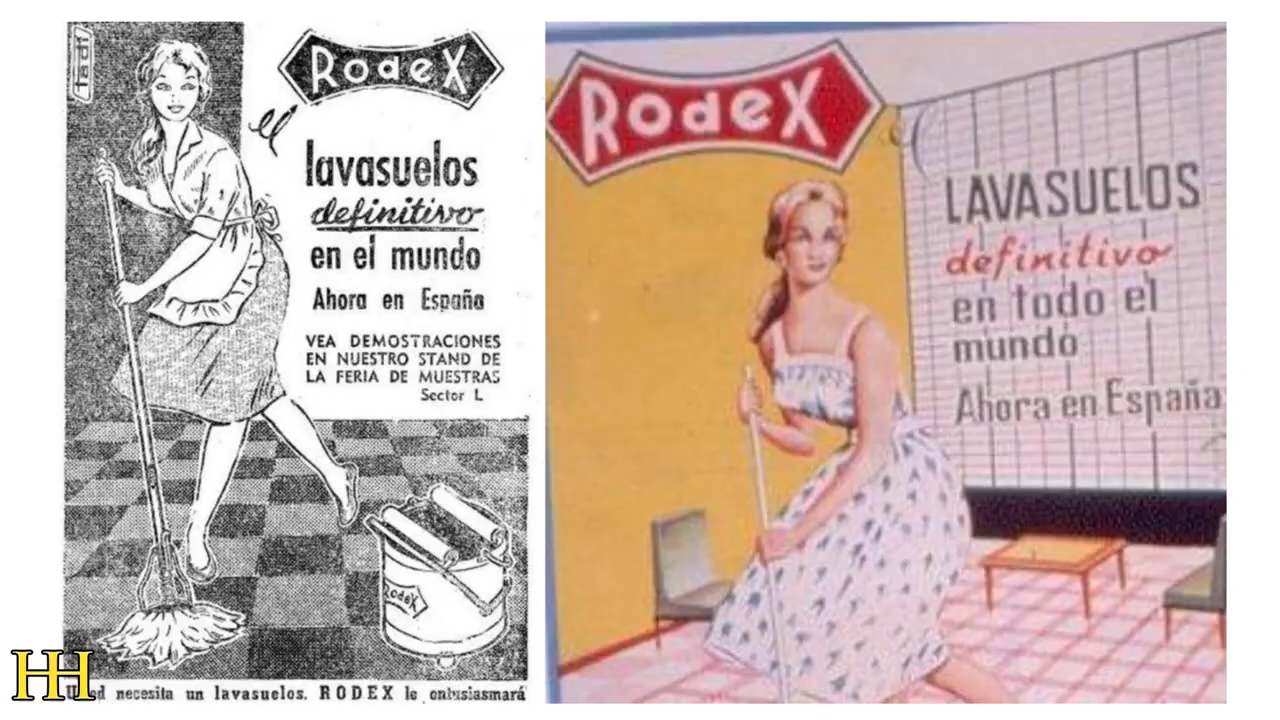 RodeX
el
lavasuelos
definitivo
en el mundo
Ahora en España
VEA DEMOSTRACIONES
EN NUESTRO STAND DE
LA FERIA DE MUESTRAS
Sector L
RodeX
necesita un lavasuelos. RODEX le entusiasmará
RodeX
el
LAVASUELOS
definitivo
en todo el
mundo
Ahora en España
HH